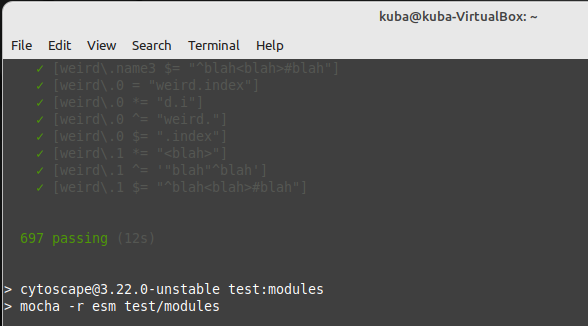 kuba@kuba-VirtualBox: ~
File Edit View Search Terminal Help
✓ [weird\.name3 $= "^blah<blah>#blah"]
✓ [weird\.0 = "weird.index"]
✓ [weird\.0 *= "d.i"]
✓ [weird\.0 ^= "weird."]
✓ [weird\.0 $= ".index"]
✓ [weird\.1 *= "<blah>"]
✓ [weird\.1 ^= '"blah"^blah']
✓ [weird\.1 $= "^blah<blah>#blah"]
697 passing (12s)
> cytoscape@3.22.0-unstable test:modules
> mocha -r esm test/modules